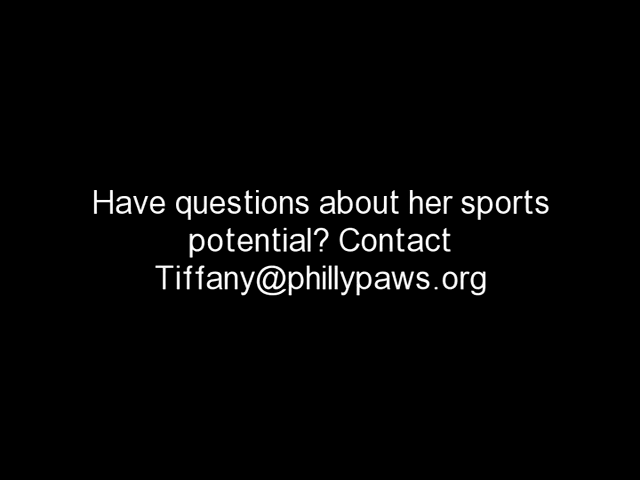 Have questions about her sports
potential? Contact
Tiffany@phillypaws.org